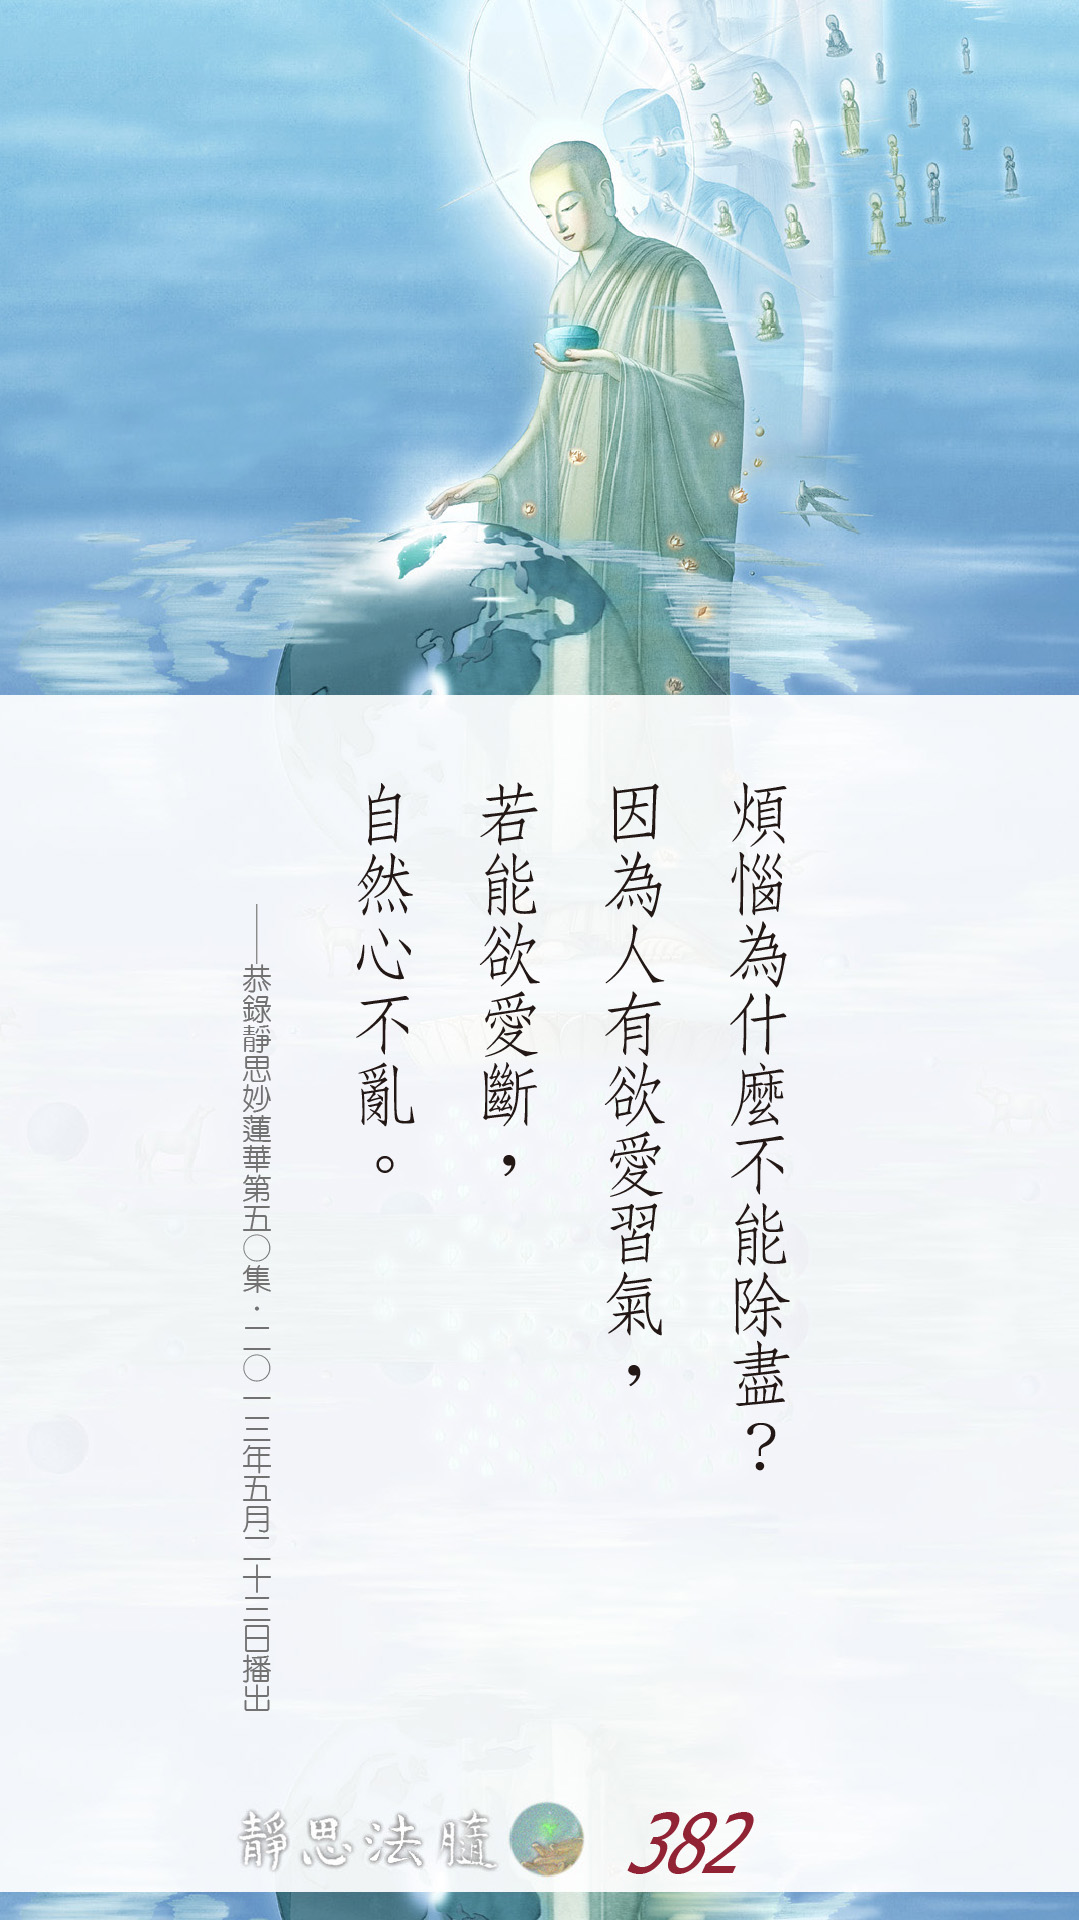 煩惱為什麼不能除盡?
因為人有欲愛習氣,
若能欲愛斷,
自然心不亂。
——恭錄靜思妙蓮華第五〇集·二〇一三年五月二十三日播出
靜思法髓
382